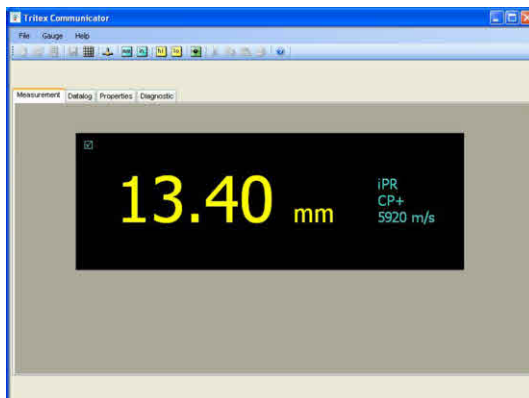 Tritex Communicator
File Gauge Help
Measurement Datalog Properties Diagnostic
13.40 mm
iPR
CP+
5920 m/s